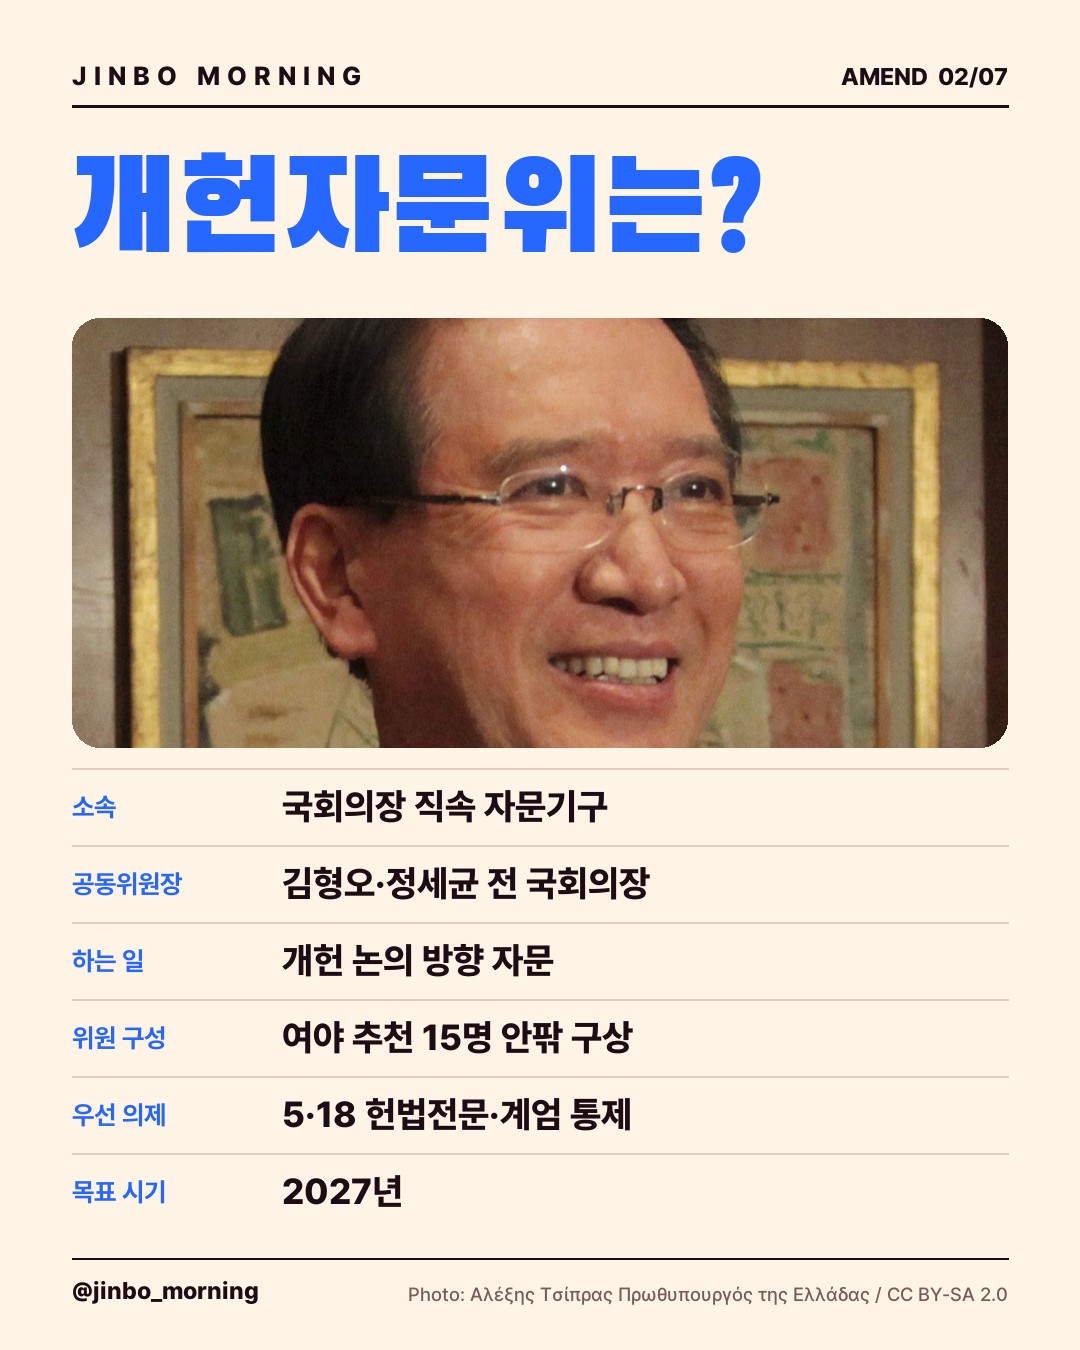 JINBO MORNING
AMEND 02/07
개헌자문위는?
소속 국회의장 직속 자문기구
공동위원장 김형오·정세균 전 국회의장
하는 일 개헌 논의 방향 자문
위원 구성 여야 추천 15명 안팎 구상
우선 의제 5·18 헌법전문·계엄 통제
목표 시기 2027년
@jinbo_morning
Photo: Αλέξης Τσίπρας Πρωθυπουργός της Ελλάδας / CC BY-SA 2.0